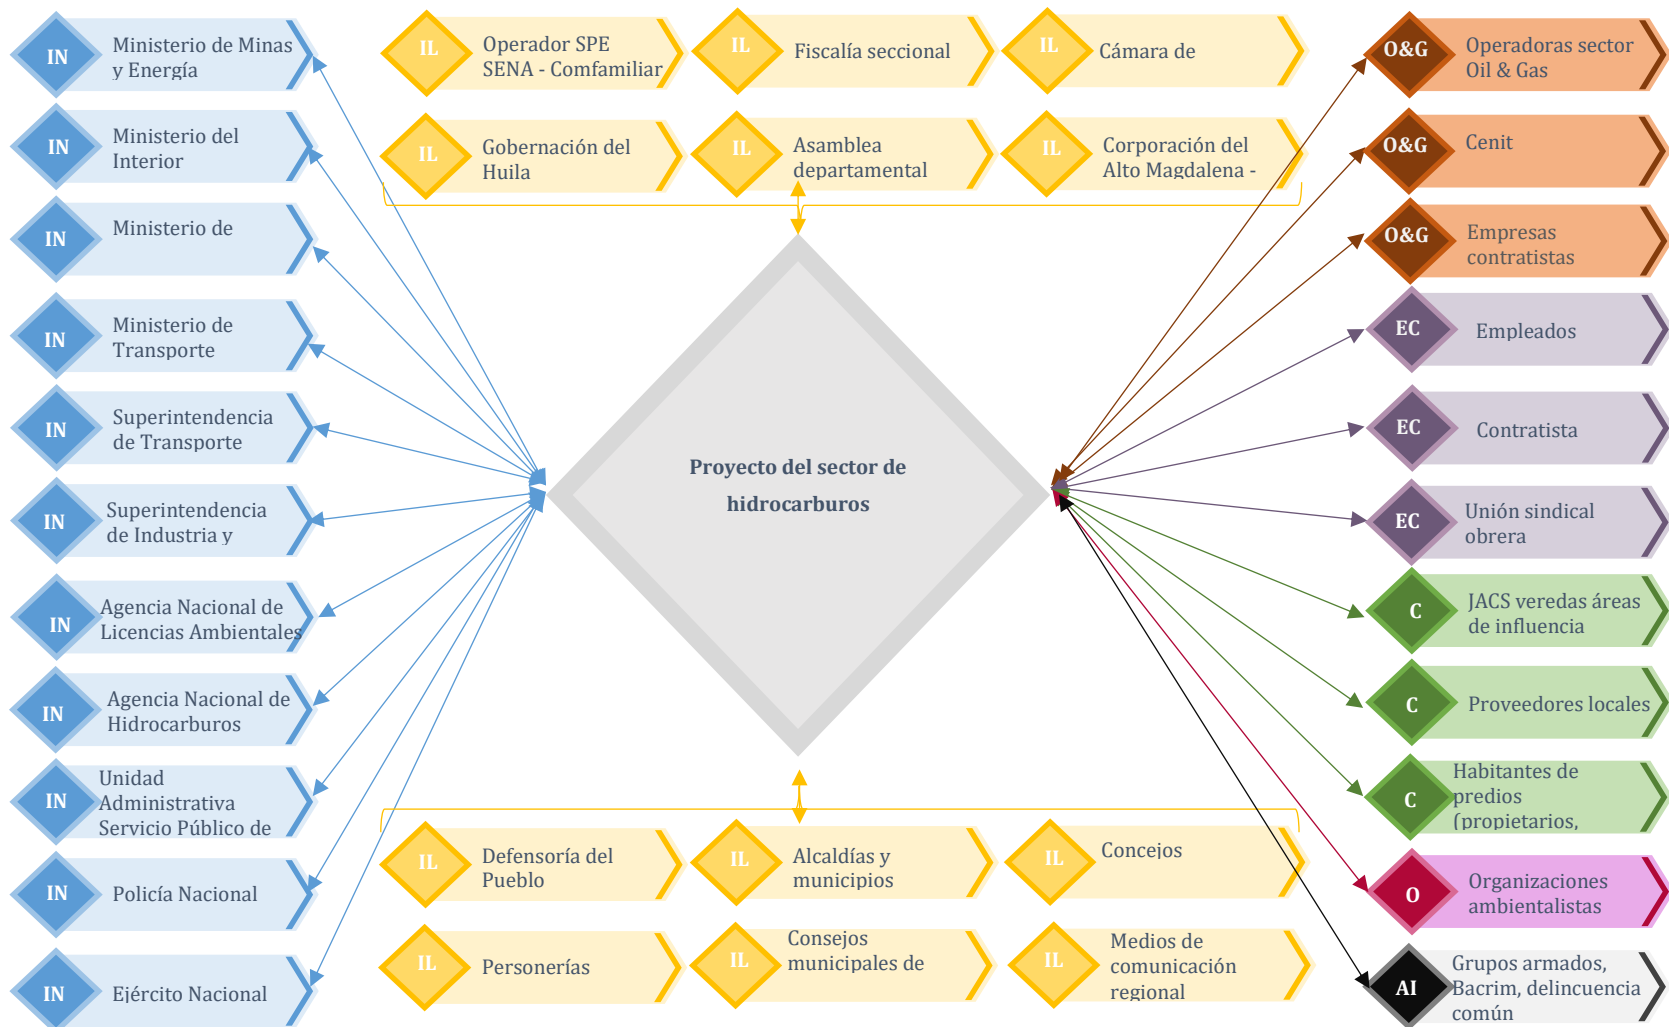 IN
Ministerio de Minas
y Energía
IN
Ministerio del
Interior
IN
Ministerio de
IN
Ministerio de
Transporte
IN
Superintendencia
de Transporte
IN
Superintendencia
de Industria y
IN
Agencia Nacional de
Licencias Ambientales
IN
Agencia Nacional de
Hidrocarburos
IN
Unidad
Administrativa
Servicio Público de
IN
Policía Nacional
IN
Ejército Nacional
IL
Operador SPE
SENA - Comfamiliar
IL
Fiscalía seccional
IL
Cámara de
IL
Gobernación del
Huila
IL
Asamblea
departamental
IL
Corporación del
Alto Magdalena -
Proyecto del sector de
hidrocarburos
IL
Defensoría del
Pueblo
IL
Alcaldías y
municipios
IL
Concejos
IL
Personerías
IL
Consejos
municipales de
IL
Medios de
comunicación
regional
O&G
Operadoras sector
Oil & Gas
O&G
Cenit
O&G
Empresas
contratistas
EC
Empleados
EC
Contratista
EC
Unión sindical
obrera
C
JACS veredas áreas
de influencia
C
Proveedores locales
C
Habitantes de
predios
(propietarios,
O
Organizaciones
ambientalistas
AI
Grupos armados,
Bacrim, delincuencia
común